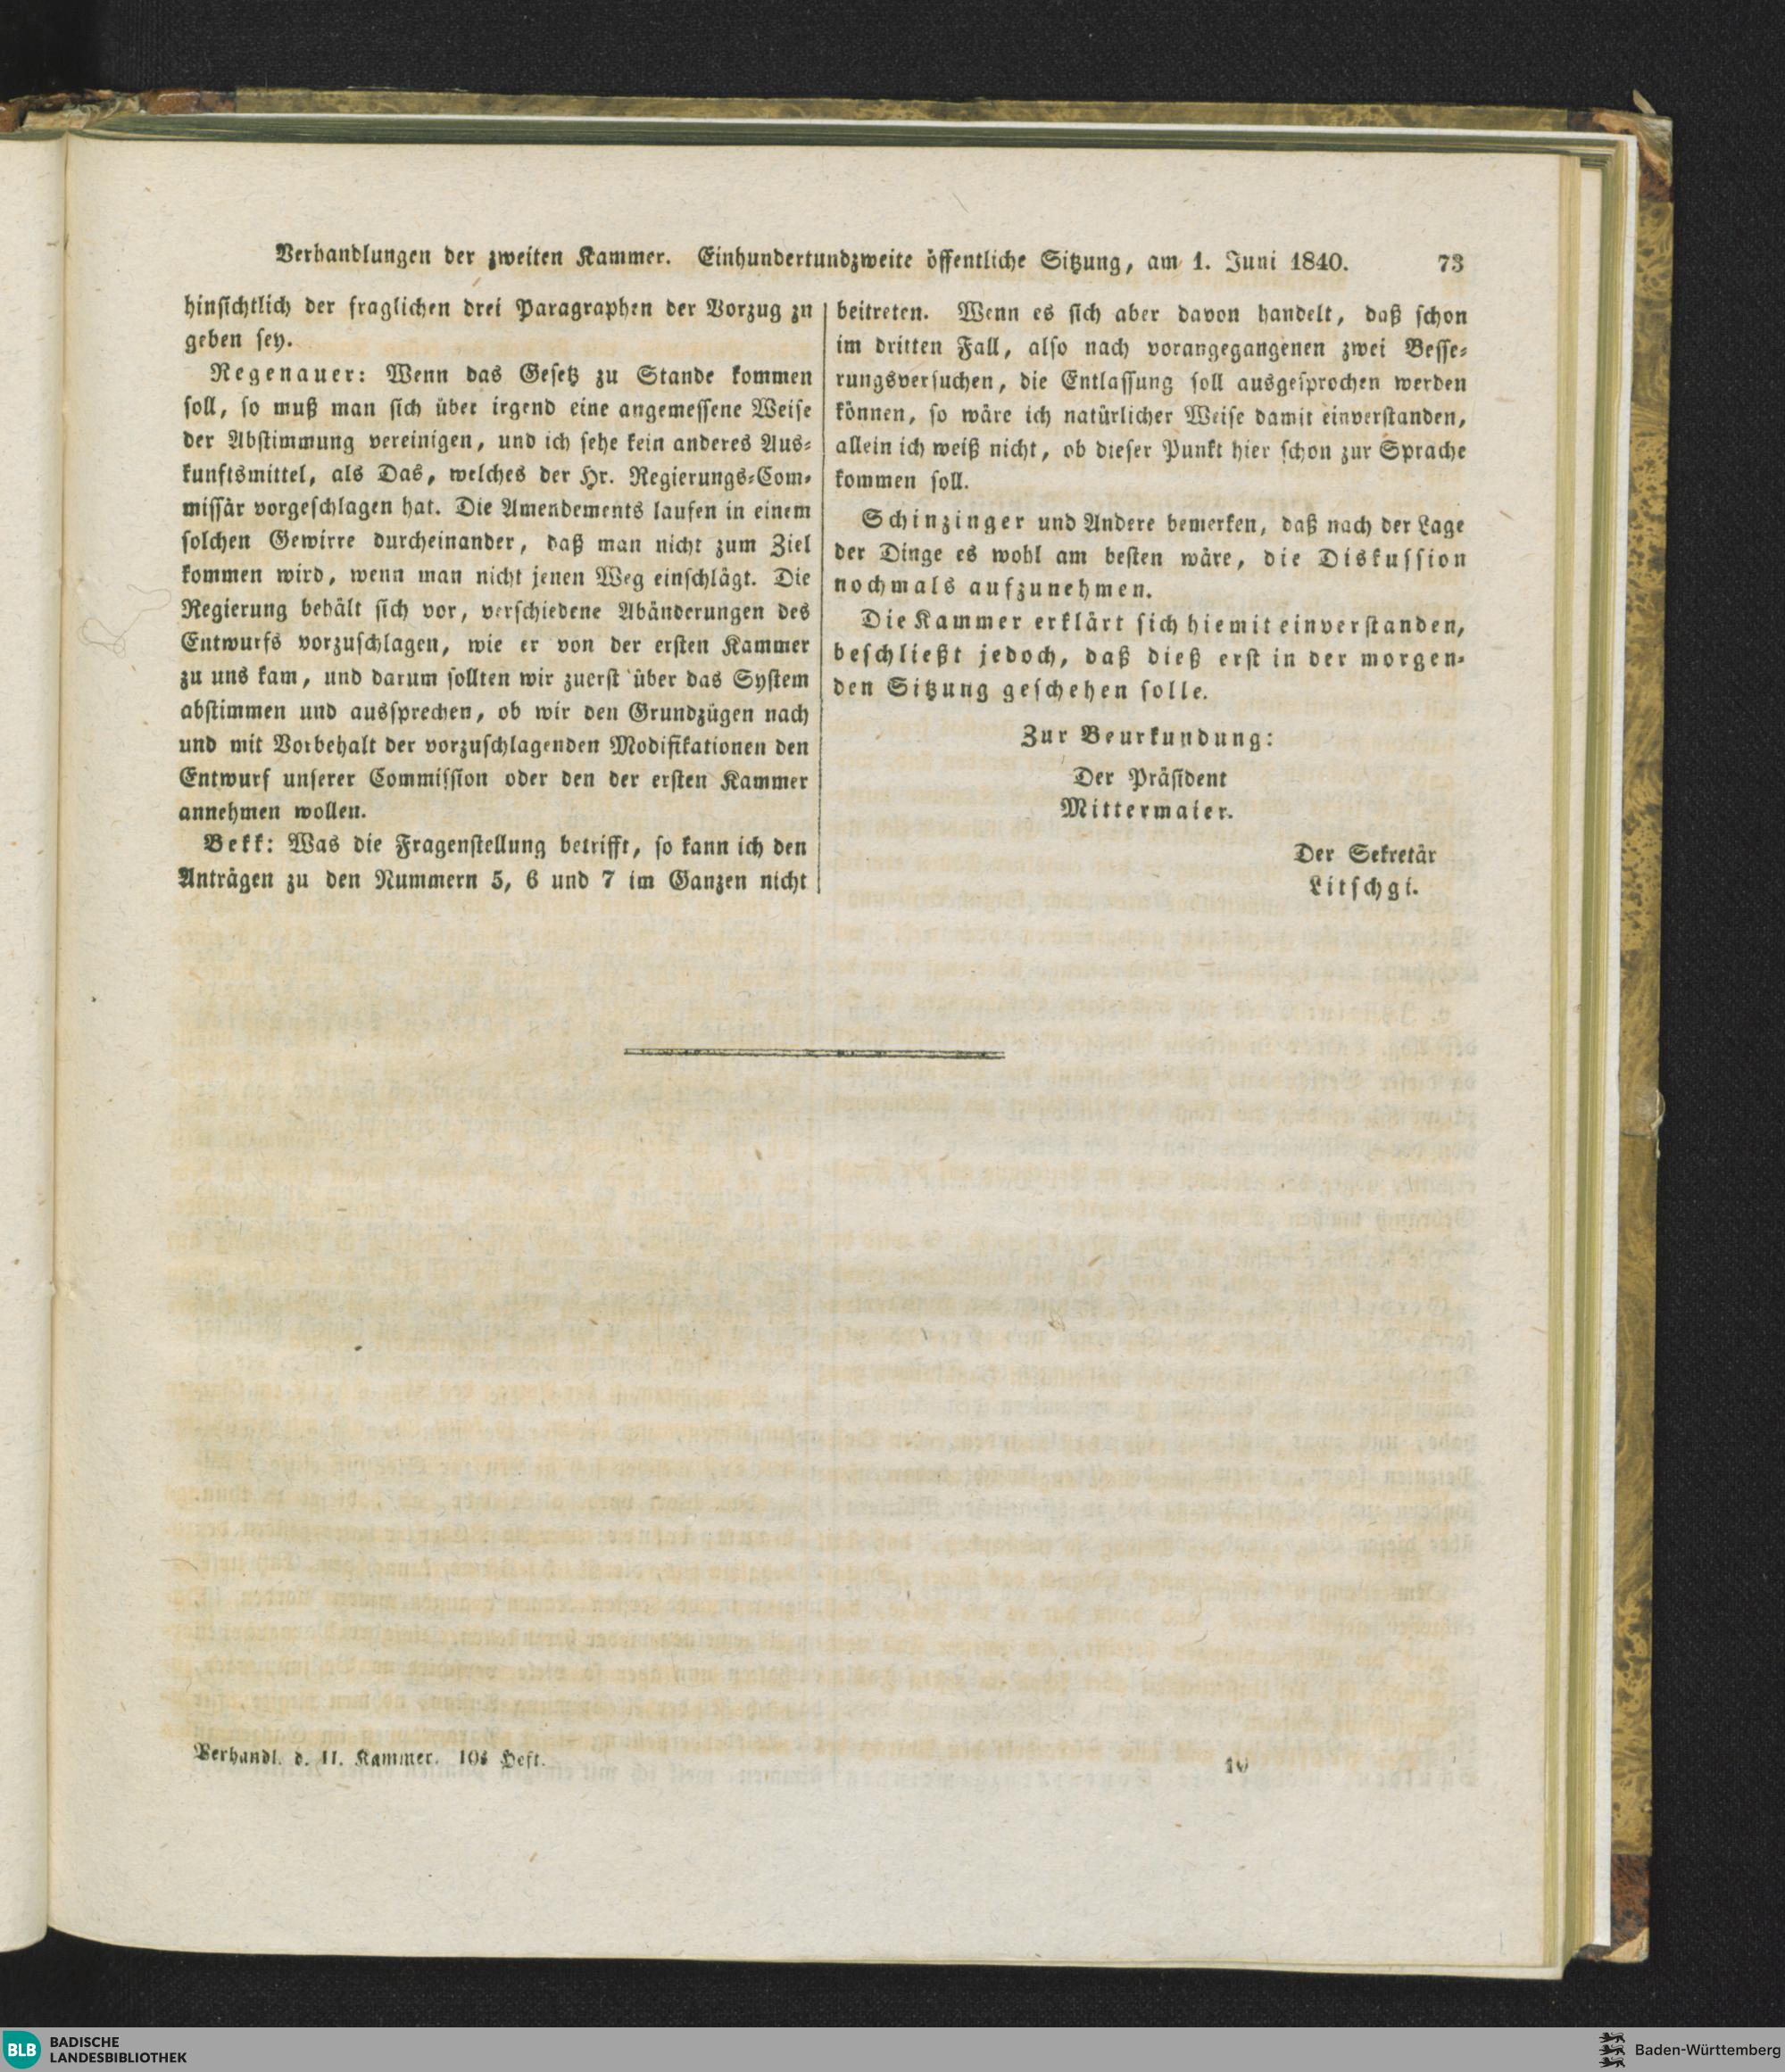 Verhandlungen der zweiten Kammer. Einhundertundzweite öffentliche Sitzung, am 1. Juni 1840. 73
hinsichtlich der fraglichen drei Paragraphen der Vorzug zu
geben sey.
Regenauer: Wenn das Gesetz zu Stande kommen
soll, so muß man sich über irgend eine angemessene Weise
der Abstimmung vereinigen, und ich sehe kein anderes Aus-
kunftsmittel, als Das, welches der Hr. Regierungs-Com-
missär vorgeschlagen hat. Die Amendements laufen in einem
solchen Gewirre durcheinander, daß man nicht zum Ziel
kommen wird, wenn man nicht jenen Weg einschlägt. Die
Regierung behält sich vor, verschiedene Abänderungen des
Entwurfs vorzuschlagen, wie er von der ersten Kammer
zu uns kam, und darum sollten wir zuerst über das System
abstimmen und aussprechen, ob wir den Grundzügen nach
und mit Vorbehalt der vorzuschlagenden Modifikationen den
Entwurf unserer Commission oder den der ersten Kammer
annehmen wollen.
Bekk: Was die Fragenstellung betrifft, so kann ich den
Anträgen zu den Nummern 5, 6 und 7 im Ganzen nicht
beitreten. Wenn es sich aber davon handelt, daß schon
im dritten Fall, also nach vorangegangenen zwei Besse-
rungsversuchen, die Entlassung soll ausgesprochen werden
können, so wäre ich natürlicher Weise damit einverstanden,
allein ich weiß nicht, ob dieser Punkt hier schon zur Sprache
kommen soll.
Schinzinger und Andere bemerken, daß nach der Lage
der Dinge es wohl am besten wäre, die Diskussion
nochmals aufzunehmen.
Die Kammer erklärt sich hiemit einverstanden,
beschließt jedoch, daß dieß erst in der morgen-
den Sitzung geschehen solle.
Zur Beurkundung:
Der Präsident
Mittermaier.
Der Sekretär
Litschgi.
Verhandl. d. II. Kammer. 10s Heft. 10
BLB BADISCHE
LANDESBIBLIOTHEK
Baden-Württemberg